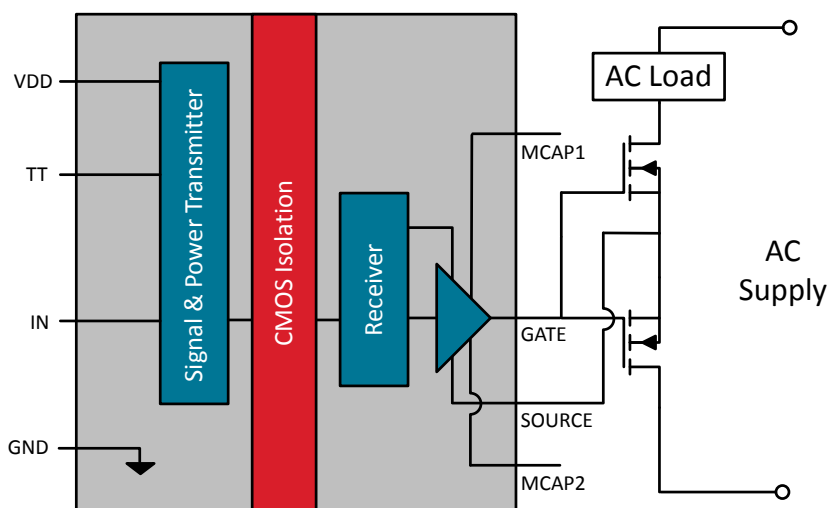 VDD
TT
IN
GND
Signal & Power Transmitter
CMOS Isolation
Receiver
MCAP1
GATE
SOURCE
MCAP2
AC Load
AC
Supply